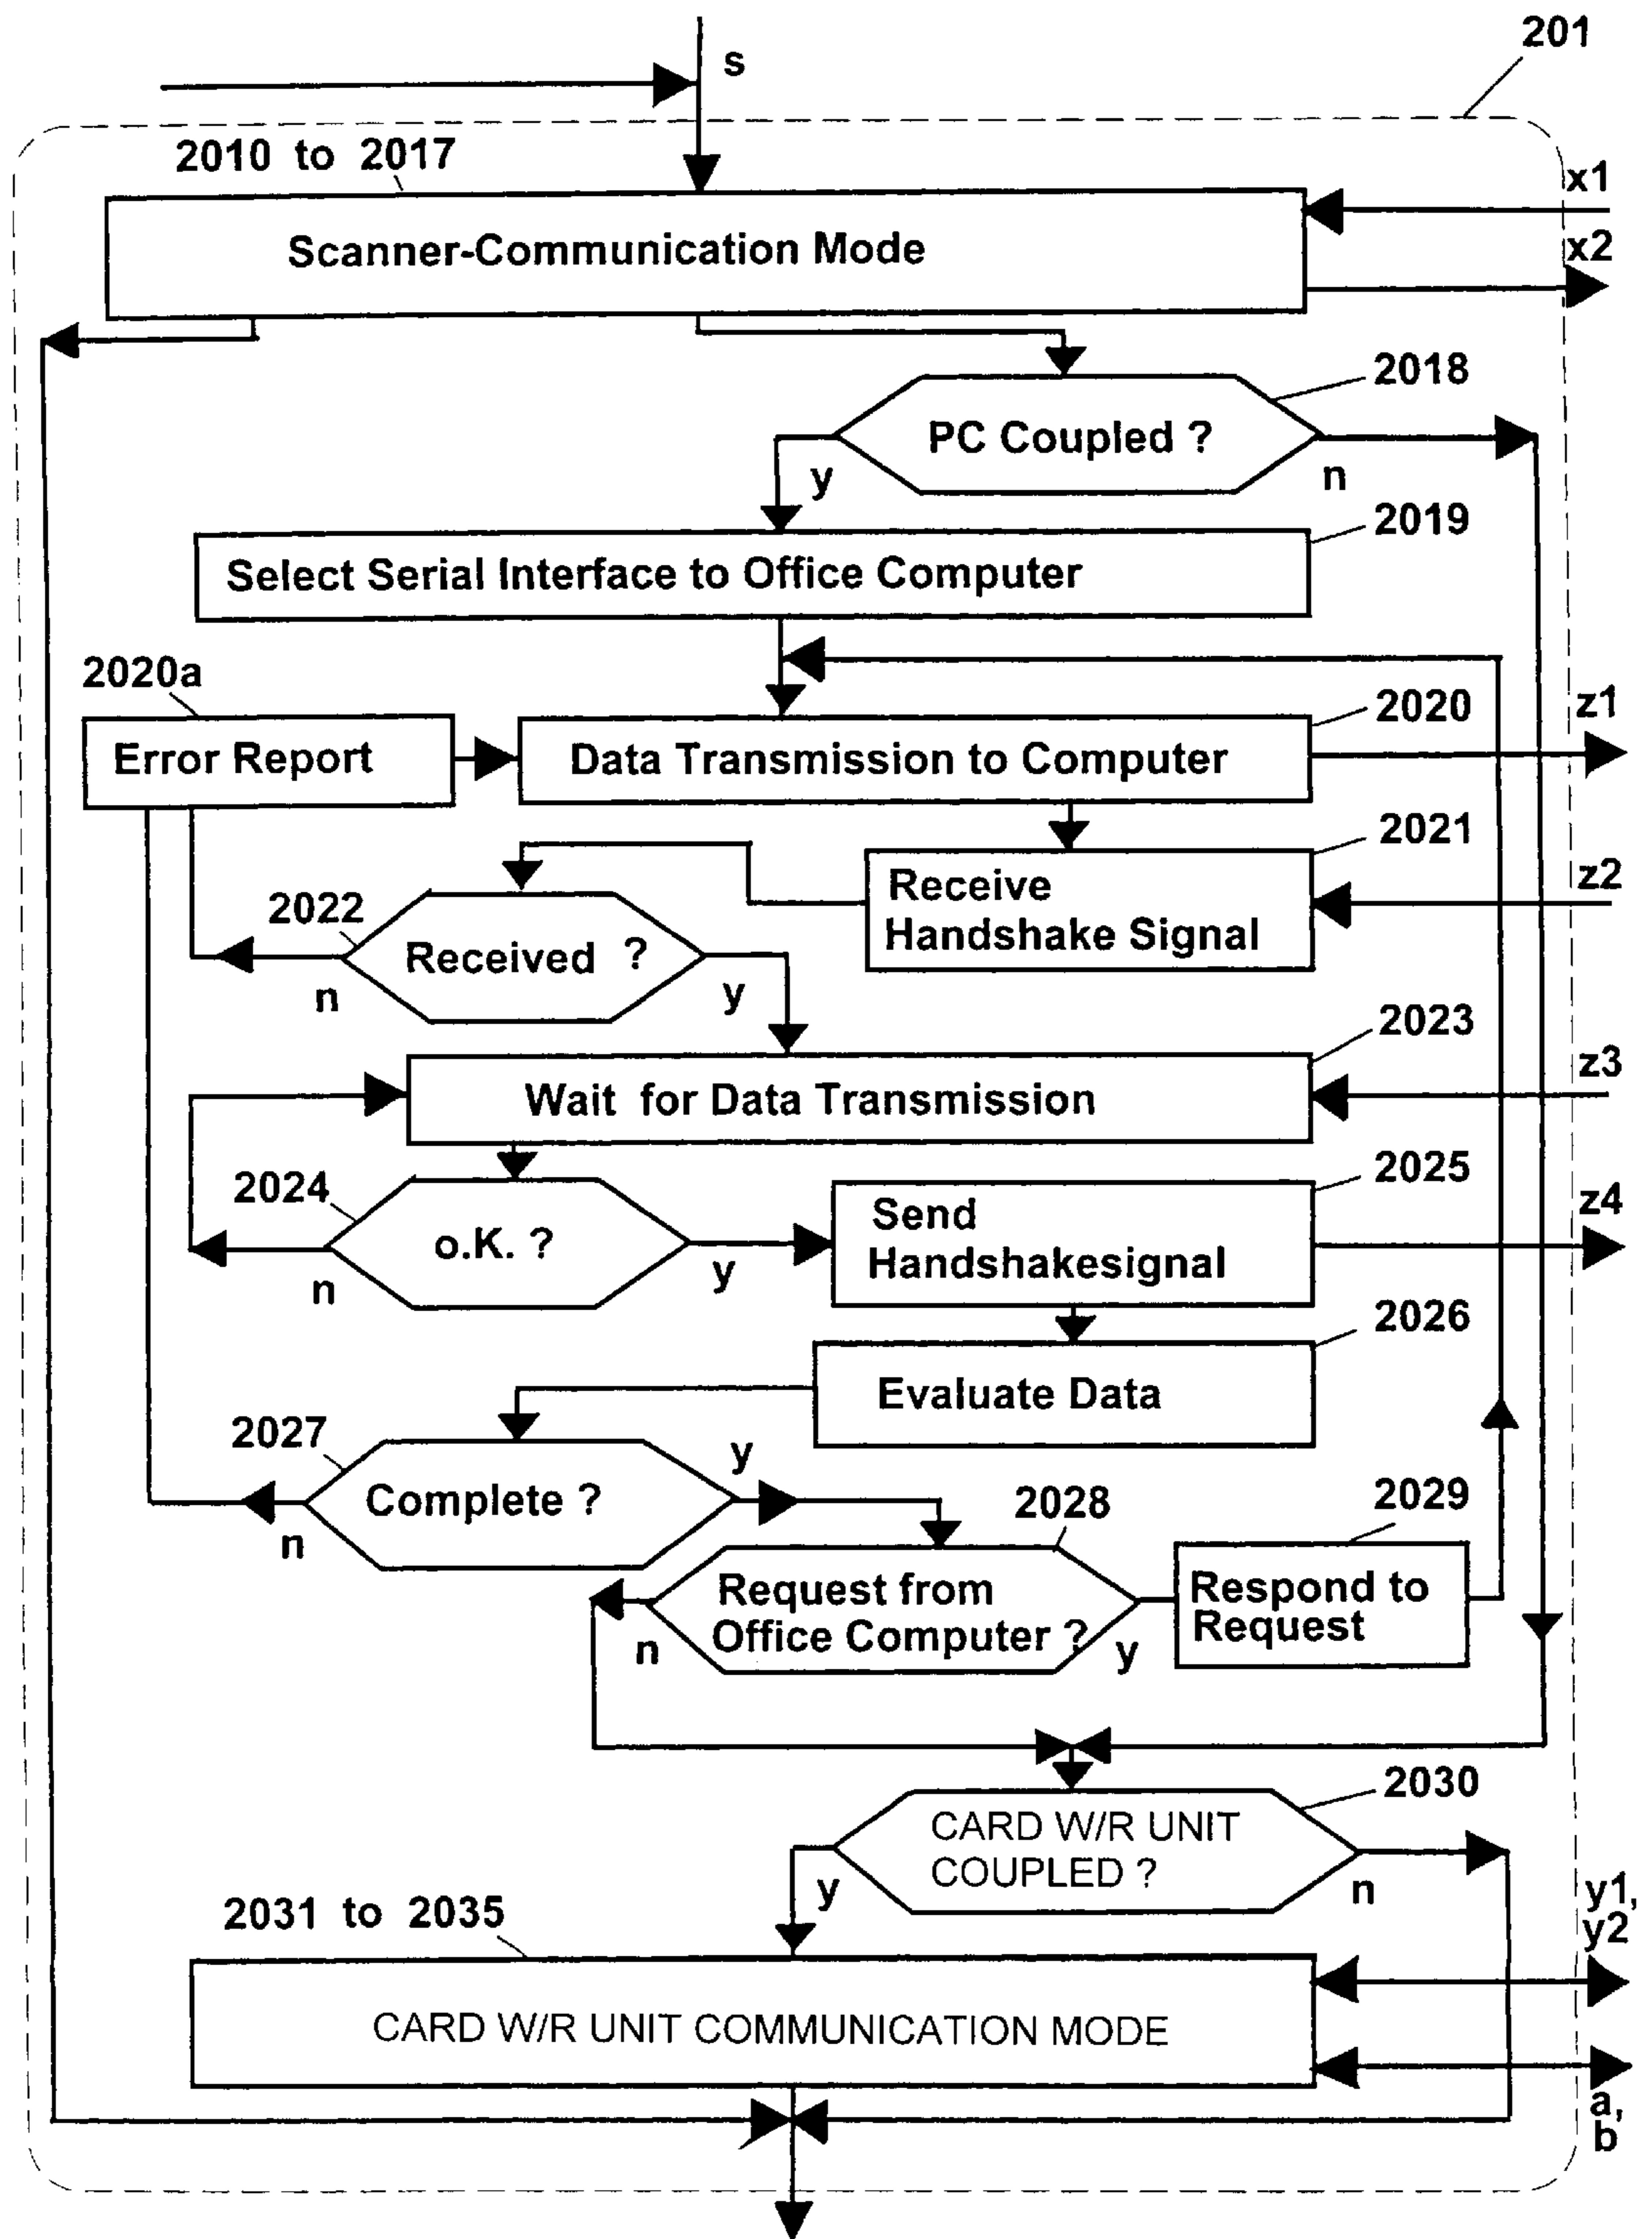 201
s
2010 to 2017
x1
Scanner-Communication Mode
x2
2018
PC Coupled ?
y
n
2019
Select Serial Interface to Office Computer
2020a
2020
z1
Error Report
Data Transmission to Computer
2021
z2
Receive
Handshake Signal
2022
Received ?
n
y
2023
z3
Wait for Data Transmission
2024
2025
z4
o.K. ?
Send
Handshakesignal
n
y
2026
Evaluate Data
2027
y
Complete ?
n
2028
2029
Request from
Office Computer ?
n
y
Respond to
Request
2030
CARD W/R UNIT
COUPLED ?
y
n
2031 to 2035
y1,
y2
CARD W/R UNIT COMMUNICATION MODE
a,
b